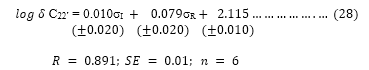 log δ C₂₂' = 0.010σI + 0.079σR + 2.115 ... ... ... ... ... .... (28)
(±0.020) (±0.020) (±0.010)
R = 0.891; SE = 0.01; n = 6